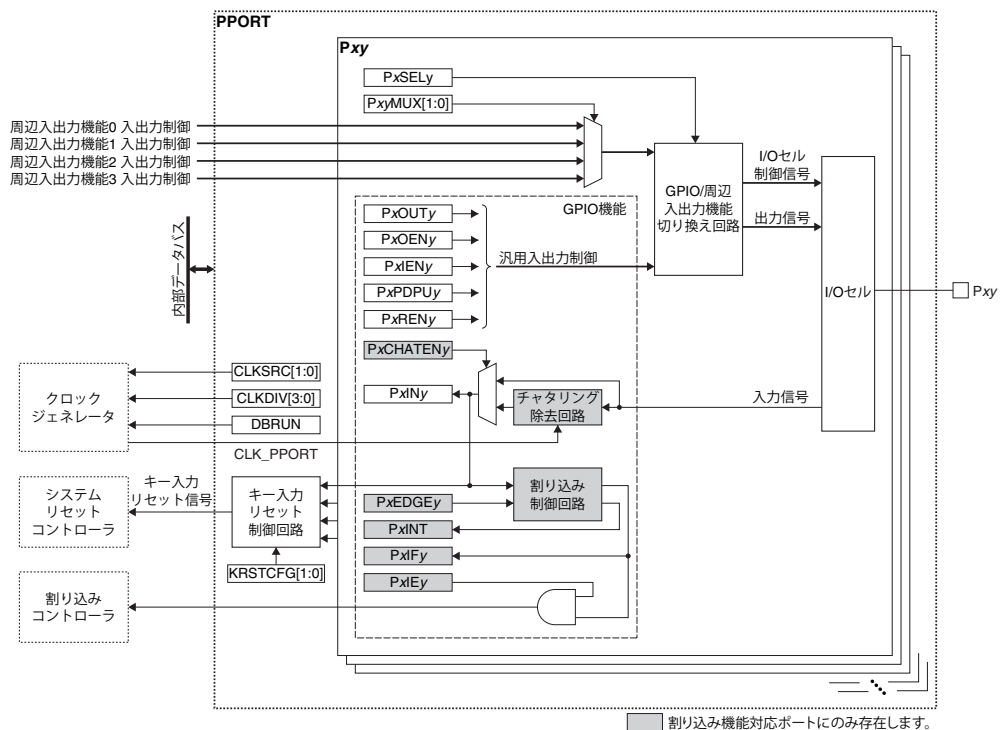 PPORT
Pxy
PxSELy
PxyMUX[1:0]
周辺入出力機能0 入出力制御
周辺入出力機能1 入出力制御
周辺入出力機能2 入出力制御
周辺入出力機能3 入出力制御
GPIO/周辺
入出力機能
切り換え回路
I/Oセル
制御信号
出力信号
I/Oセル
Pxy
GPIO機能
PxOUTy
PxOENy
PxIENy
PxPDPUy
PxRENy
汎用入出力制御
内部データバス
PxCHATENy
PxINy
チャタリング
除去回路
入力信号
クロック
ジェネレータ
CLKSRC[1:0]
CLKDIV[3:0]
DBRUN
CLK_PPORT
システム
リセット
コントローラ
キー入力
リセット信号
キー入力
リセット
制御回路
KRSTCFG[1:0]
割り込み
制御回路
PxEDGEy
PxINT
PxIFy
PxIEy
割り込み
コントローラ
割り込み機能対応ポートにのみ存在します。